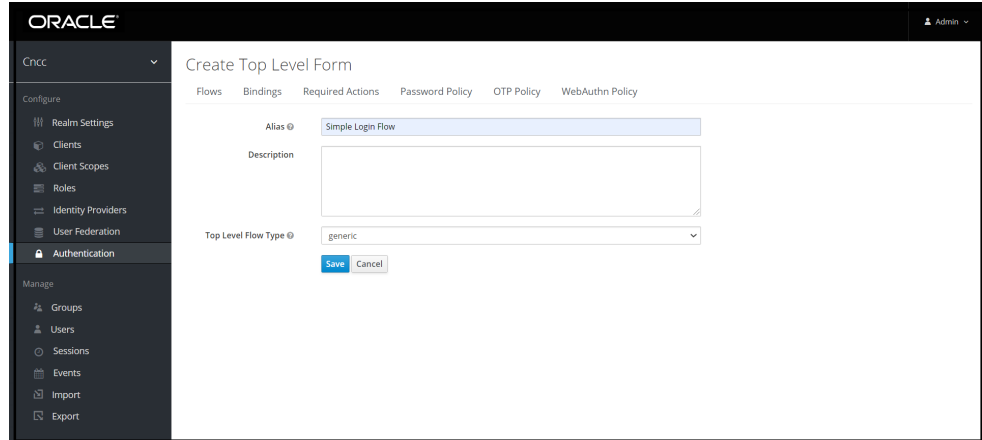 ORACLE
Admin
Cncc
Create Top Level Form
Flows Bindings Required Actions Password Policy OTP Policy WebAuthn Policy
Configure
Realm Settings
Clients
Client Scopes
Roles
Identity Providers
User Federation
Authentication
Manage
Groups
Users
Sessions
Events
Import
Export
Alias
Simple Login Flow
Description
Top Level Flow Type
generic
Save Cancel